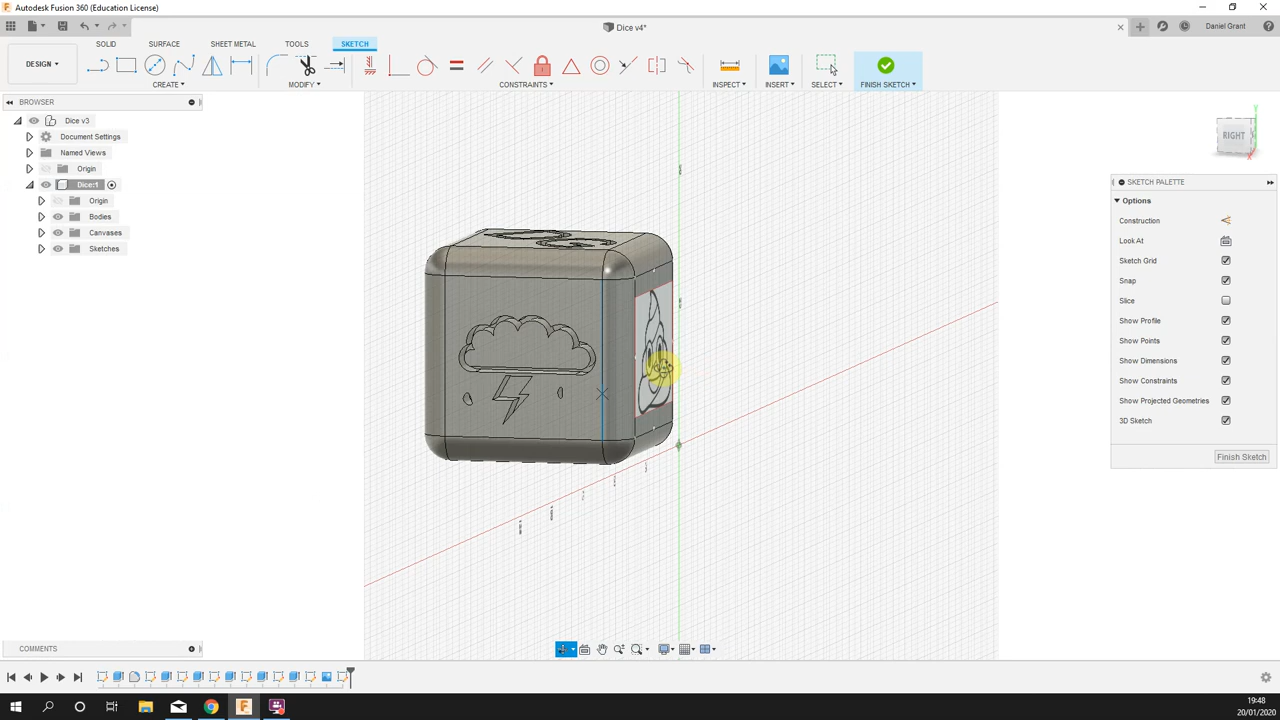 Autodesk Fusion 360 (Education License)
Dice v4*
Daniel Grant
DESIGN
SOLID
SURFACE
SHEET METAL
TOOLS
SKETCH
CREATE
MODIFY
CONSTRAINTS
INSPECT
INSERT
SELECT
FINISH SKETCH
BROWSER
Dice v3
Document Settings
Named Views
Origin
Dice:1
Origin
Bodies
Canvases
Sketches
RIGHT
SKETCH PALETTE
Options
Construction
Look At
Sketch Grid
Snap
Slice
Show Profile
Show Points
Show Dimensions
Show Constraints
Show Projected Geometries
3D Sketch
Finish Sketch
COMMENTS
19:48
20/01/2020